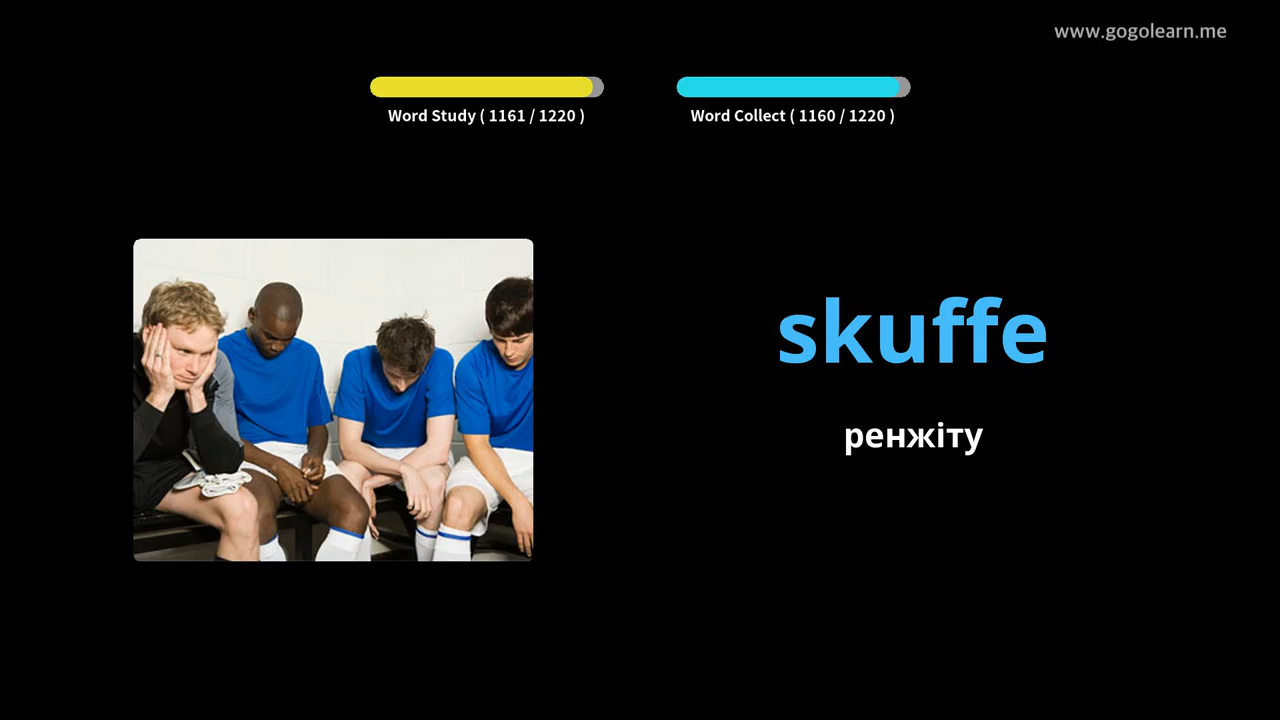 www.gogolearn.me
Word Study ( 1161 / 1220 )
Word Collect ( 1160 / 1220 )
skuffe
ренжіту